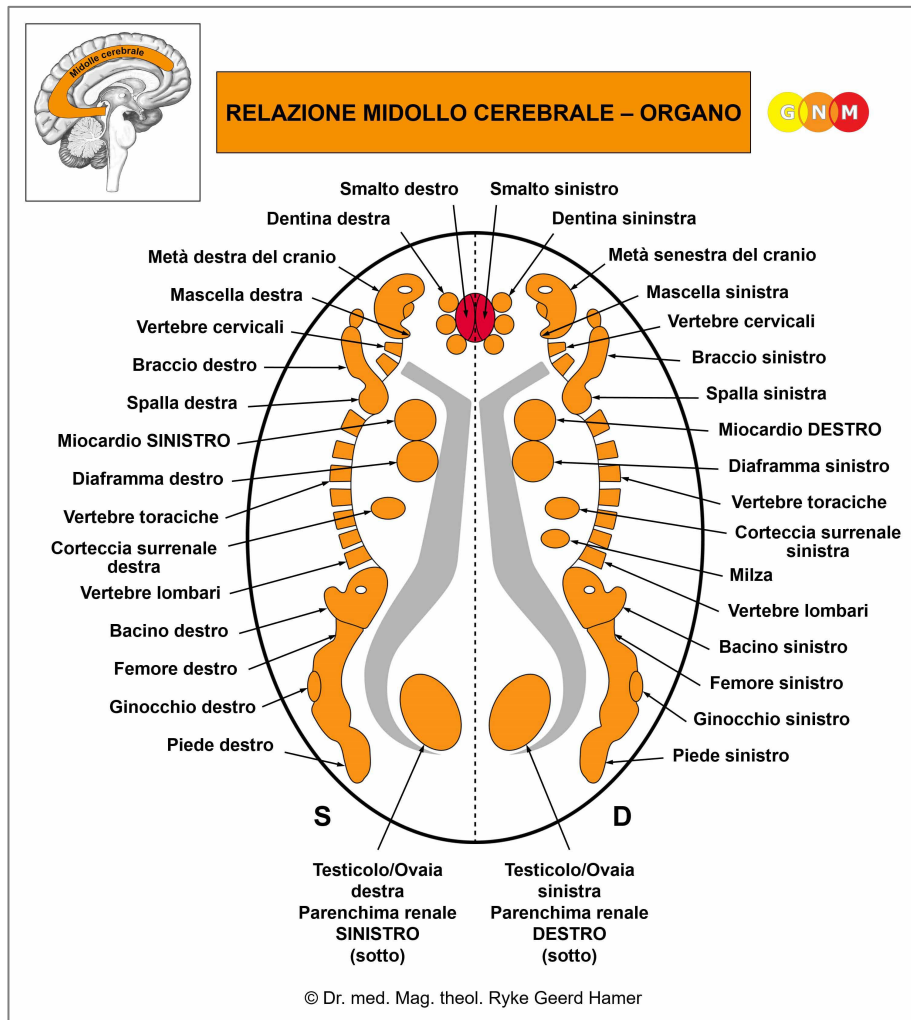 Midolle cerebrale
RELAZIONE MIDOLLO CEREBRALE – ORGANO
G N M
Smalto destro
Smalto sinistro
Dentina destra
Dentina sininstra
Metà destra del cranio
Metà senestra del cranio
Mascella destra
Mascella sinistra
Vertebre cervicali
Vertebre cervicali
Braccio destro
Braccio sinistro
Spalla destra
Spalla sinistra
Miocardio SINISTRO
Miocardio DESTRO
Diaframma destro
Diaframma sinistro
Vertebre toraciche
Vertebre toraciche
Corteccia surrenale
destra
Corteccia surrenale
sinistra
Milza
Vertebre lombari
Vertebre lombari
Bacino destro
Bacino sinistro
Femore destro
Femore sinistro
Ginocchio destro
Ginocchio sinistro
Piede destro
Piede sinistro
S
D
Testicolo/Ovaia
destra
Parenchima renale
SINISTRO
(sotto)
Testicolo/Ovaia
sinistra
Parenchima renale
DESTRO
(sotto)
© Dr. med. Mag. theol. Ryke Geerd Hamer